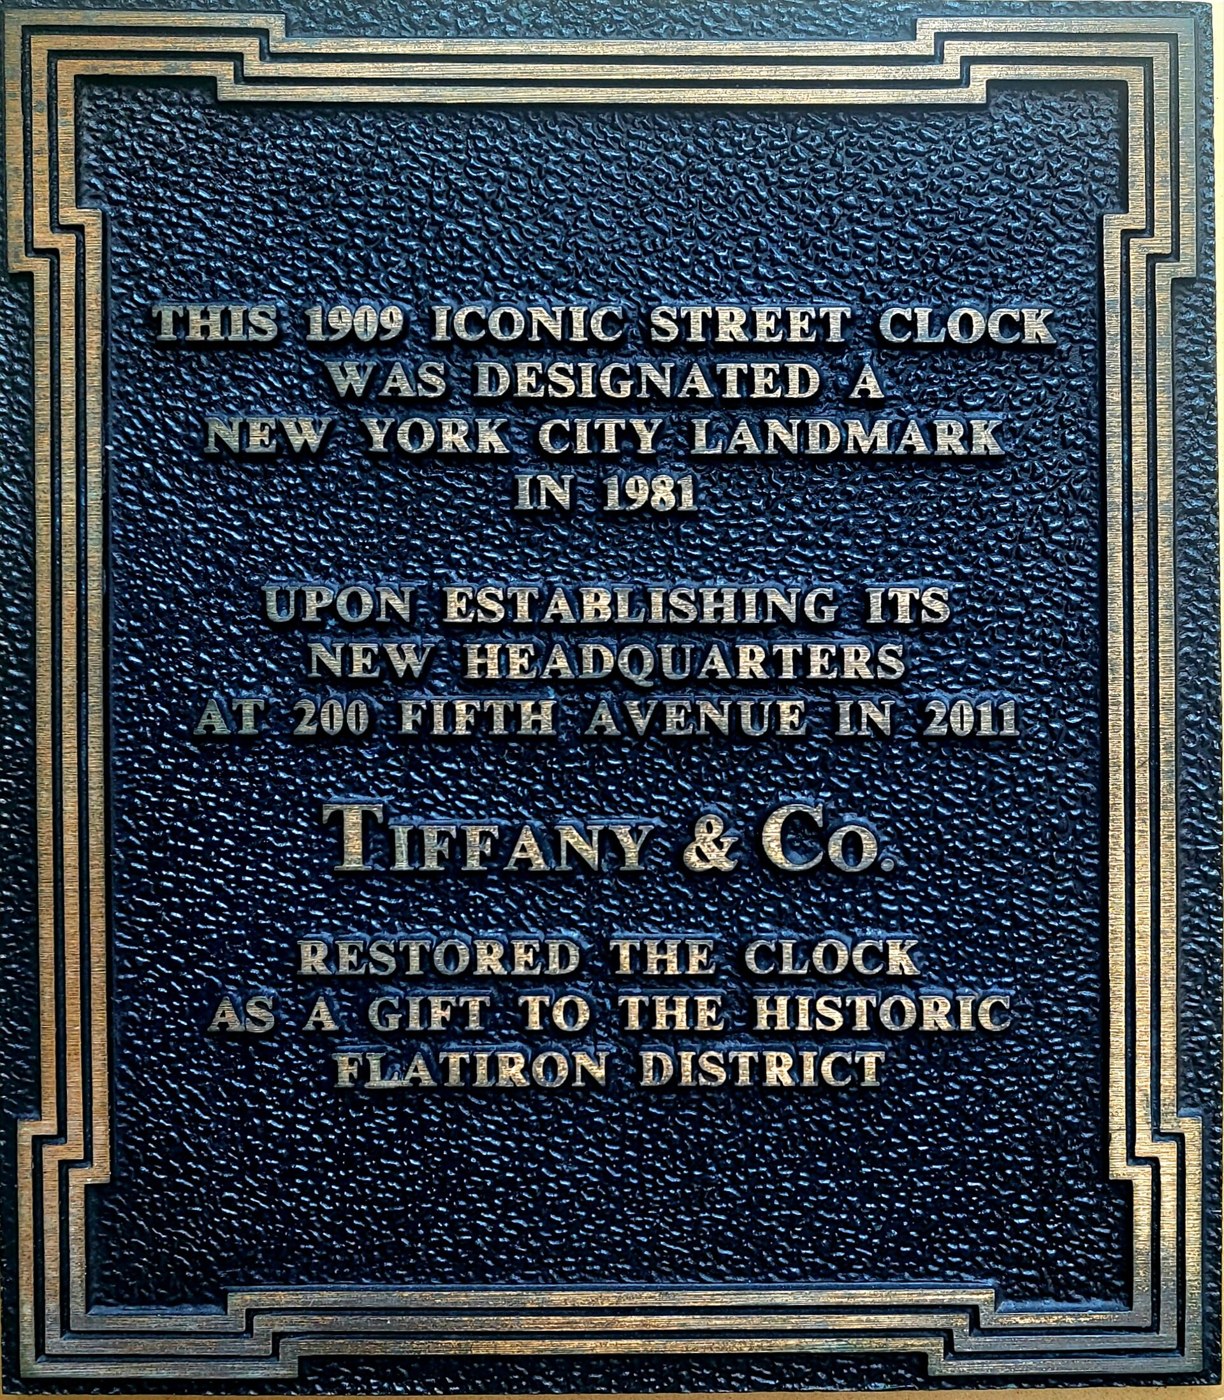 THIS 1909 ICONIC STREET CLOCK
WAS DESIGNATED A
NEW YORK CITY LANDMARK
IN 1981
UPON ESTABLISHING ITS
NEW HEADQUARTERS
AT 200 FIFTH AVENUE IN 2011
TIFFANY & CO.
RESTORED THE CLOCK
AS A GIFT TO THE HISTORIC
FLATIRON DISTRICT